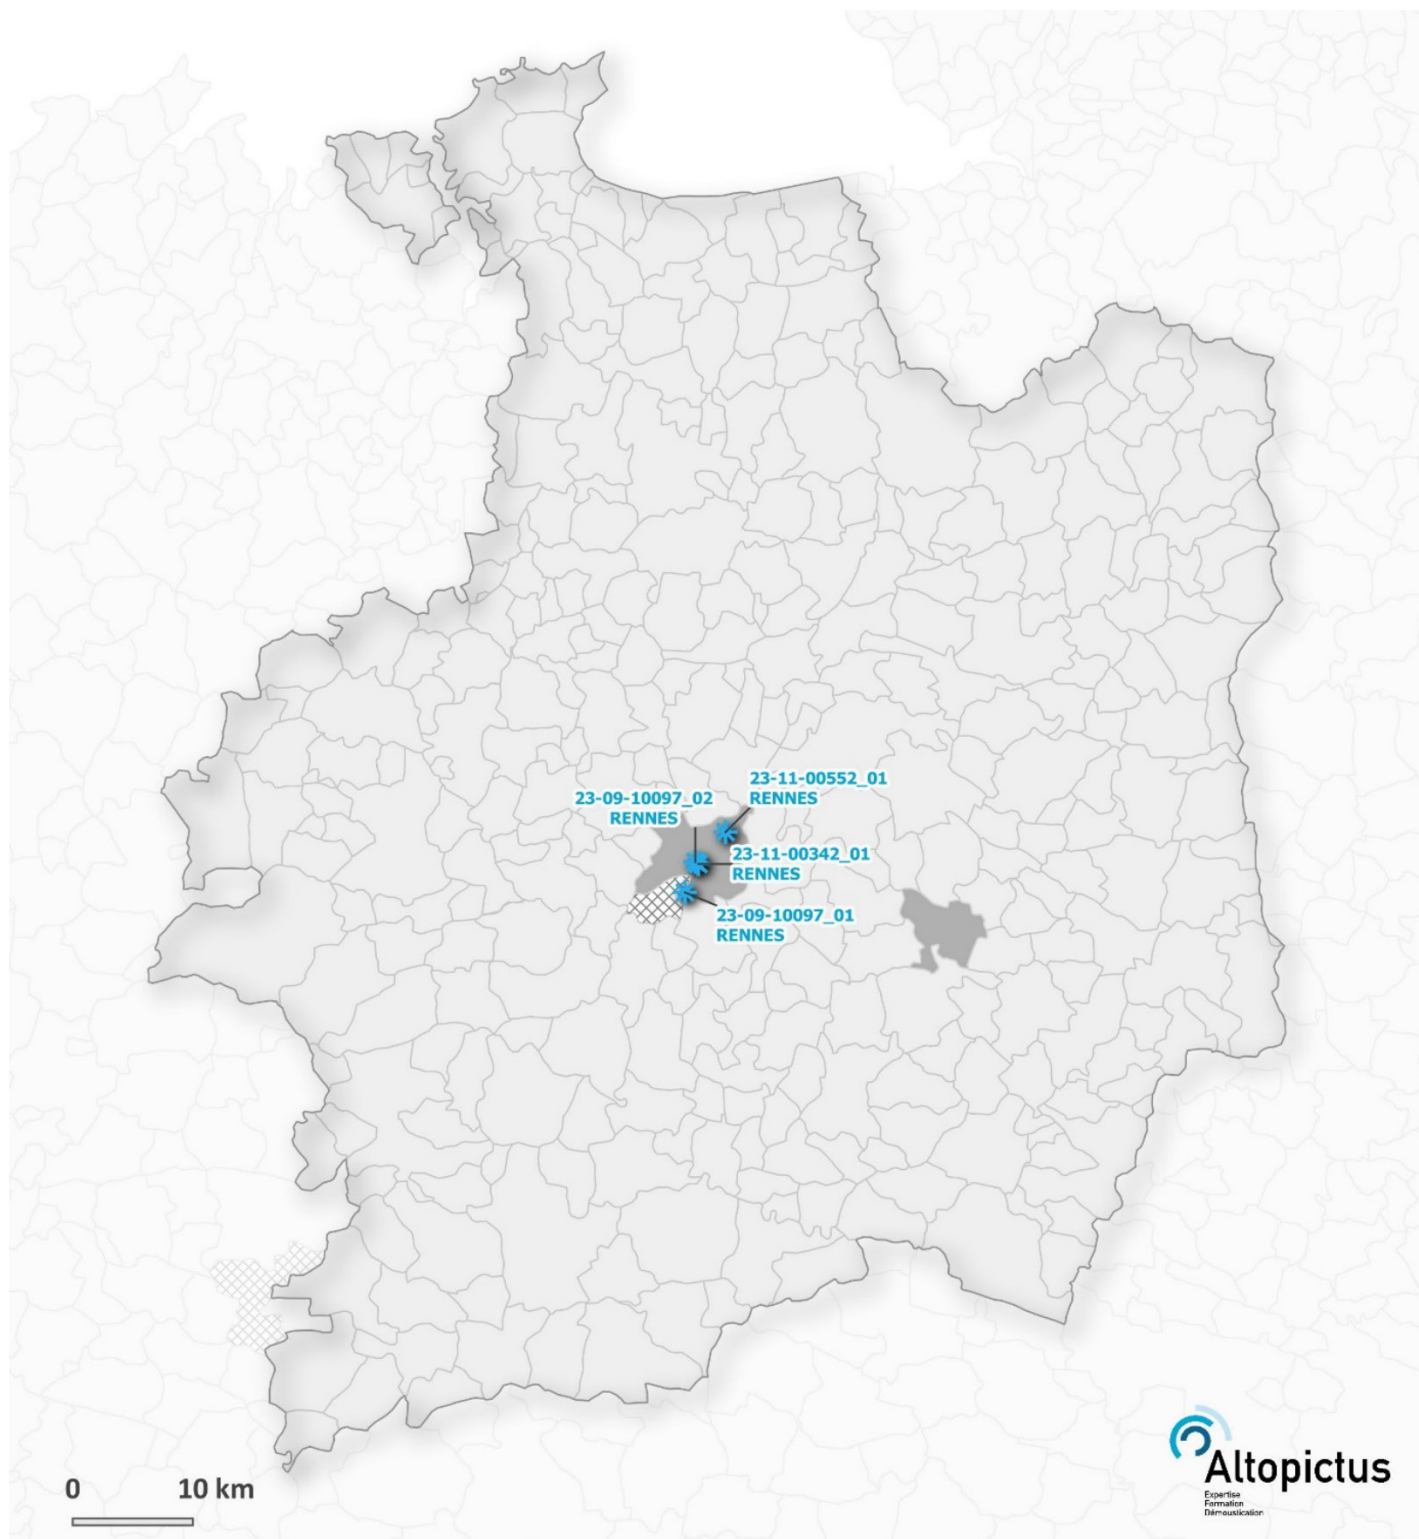 23-11-00552_01
RENNES
23-09-10097_02
RENNES
23-11-00342_01
RENNES
23-09-10097_01
RENNES
0 10 km
Altopictus
Expertise
Formation
Démoustication